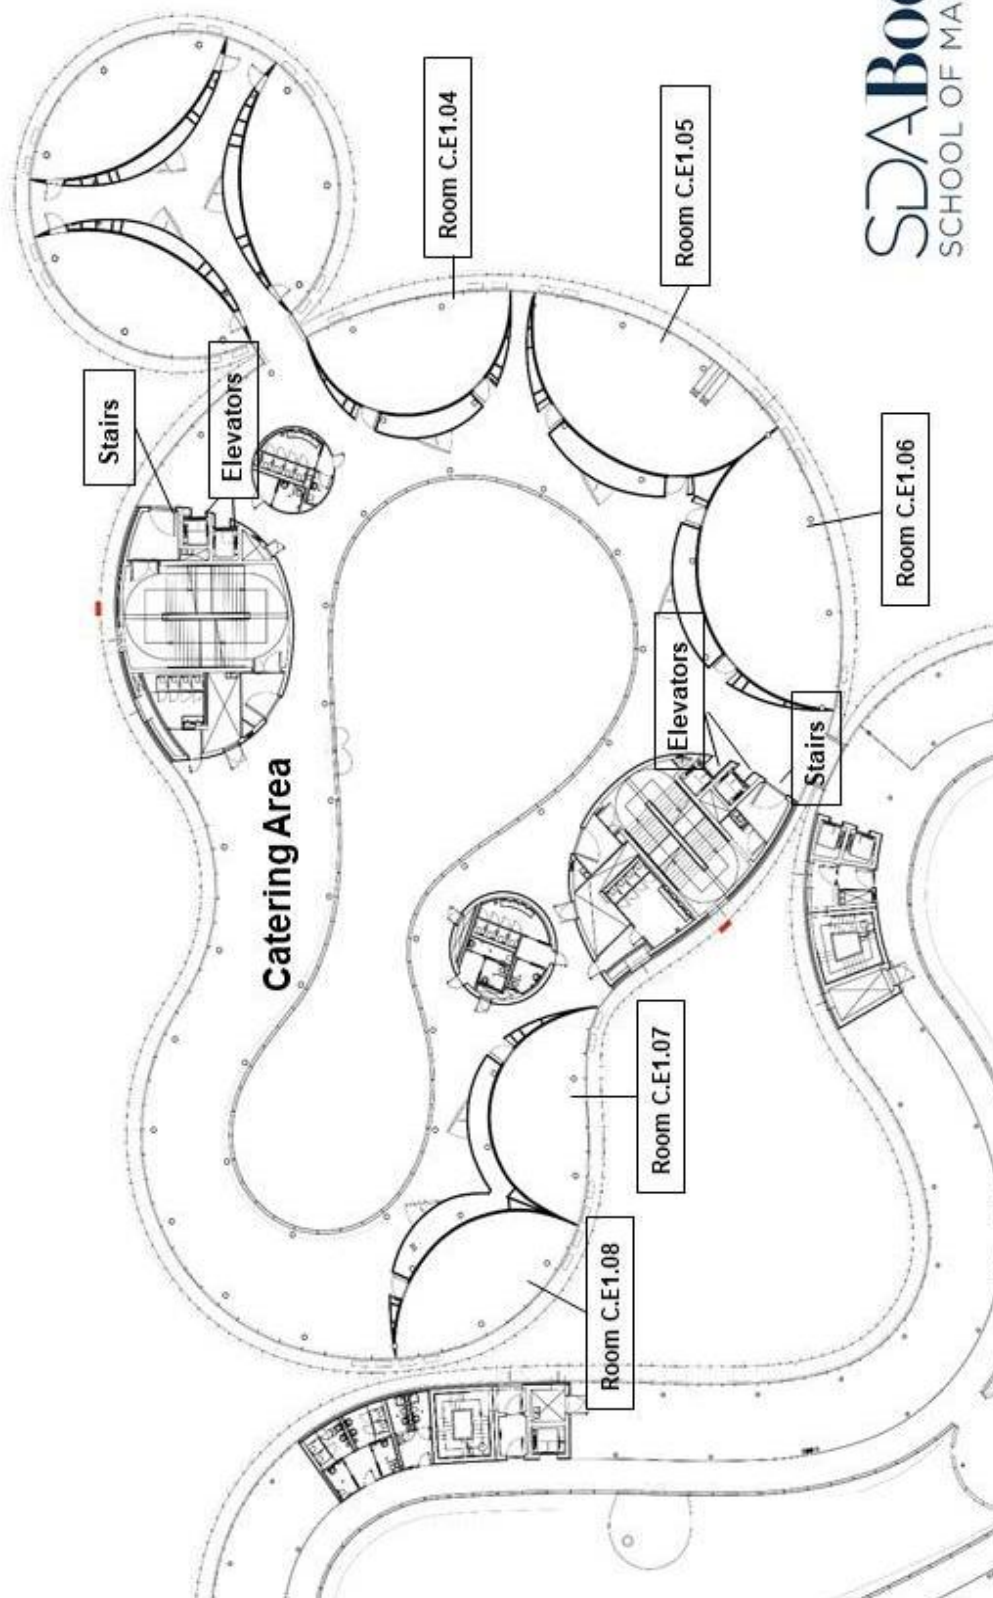 Stairs
Elevators
Room C.E1.04
Room C.E1.05
Room C.E1.06
Elevators
Stairs
Catering Area
Room C.E1.07
Room C.E1.08
SDABoc
SCHOOL OF MA